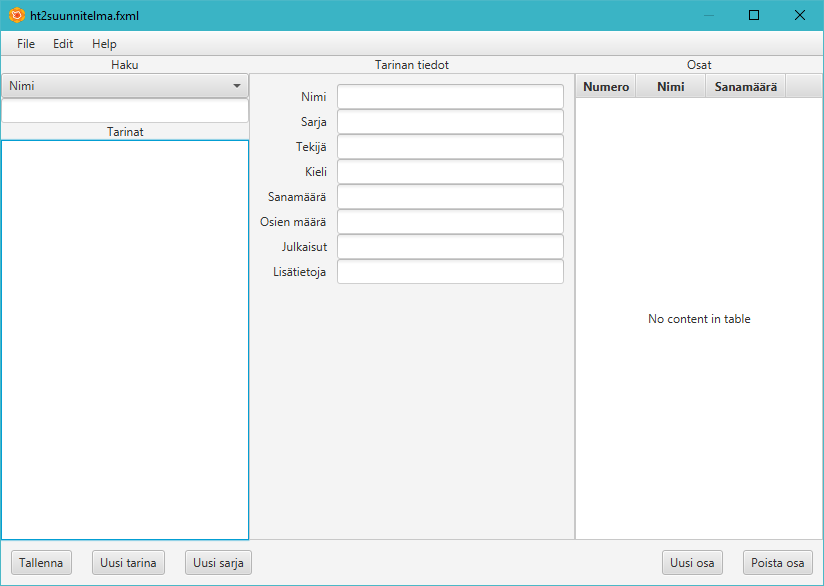 ht2suunnitelma.fxml
File Edit Help
Haku
Nimi
Tarinat
Tarinan tiedot
Nimi
Sarja
Tekijä
Kieli
Sanamäärä
Osien määrä
Julkaisut
Lisätietoja
Osat
Numero Nimi Sanamäärä
No content in table
Tallenna Uusi tarina Uusi sarja Uusi osa Poista osa